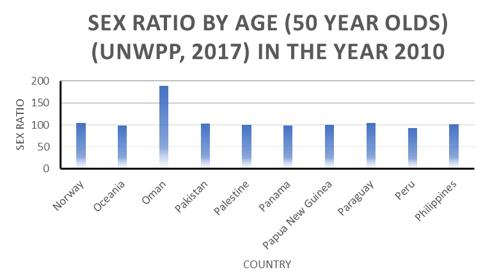 SEX RATIO BY AGE (50 YEAR OLDS)
(UNWPP, 2017) IN THE YEAR 2010
200
150
100
50
0
SEX RATIO
Norway
Oceania
Oman
Pakistan
Palestine
Panama
Papua New Guinea
Paraguay
Peru
Philippines
COUNTRY